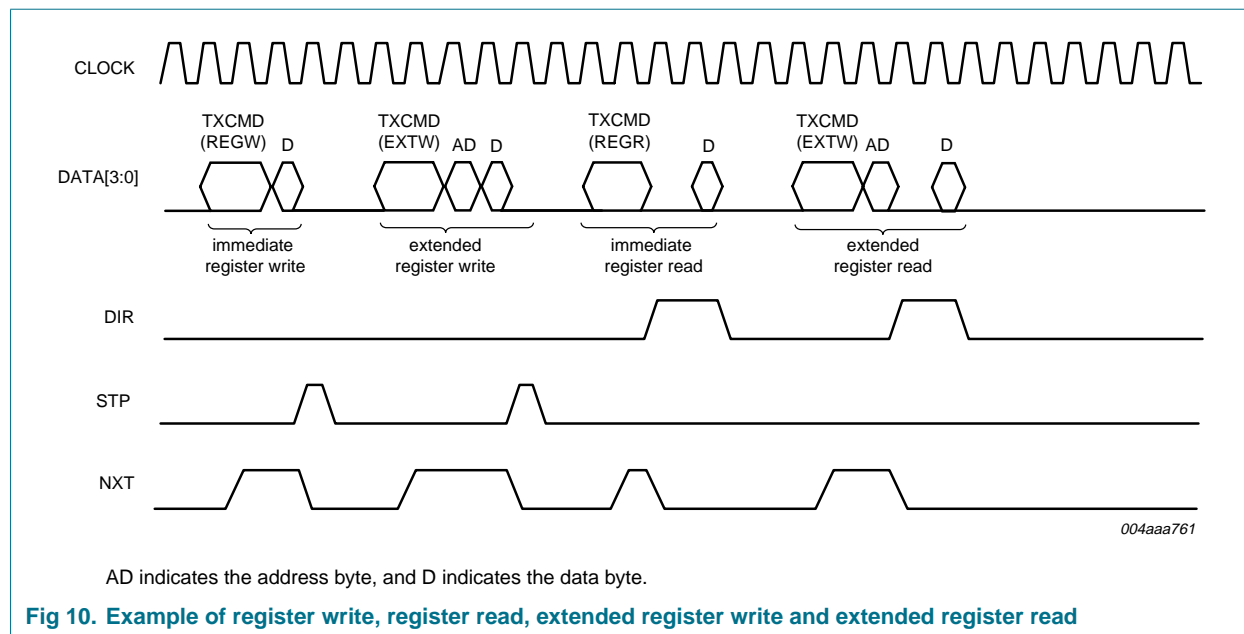 CLOCK
TXCMD
(REGW)
D
TXCMD
(EXTW)
AD
D
TXCMD
(REGR)
D
TXCMD
(EXTW)
AD
D
DATA[3:0]
immediate
register write
extended
register write
immediate
register read
extended
register read
DIR
STP
NXT
004aaa761
AD indicates the address byte, and D indicates the data byte.
Fig 10. Example of register write, register read, extended register write and extended register read